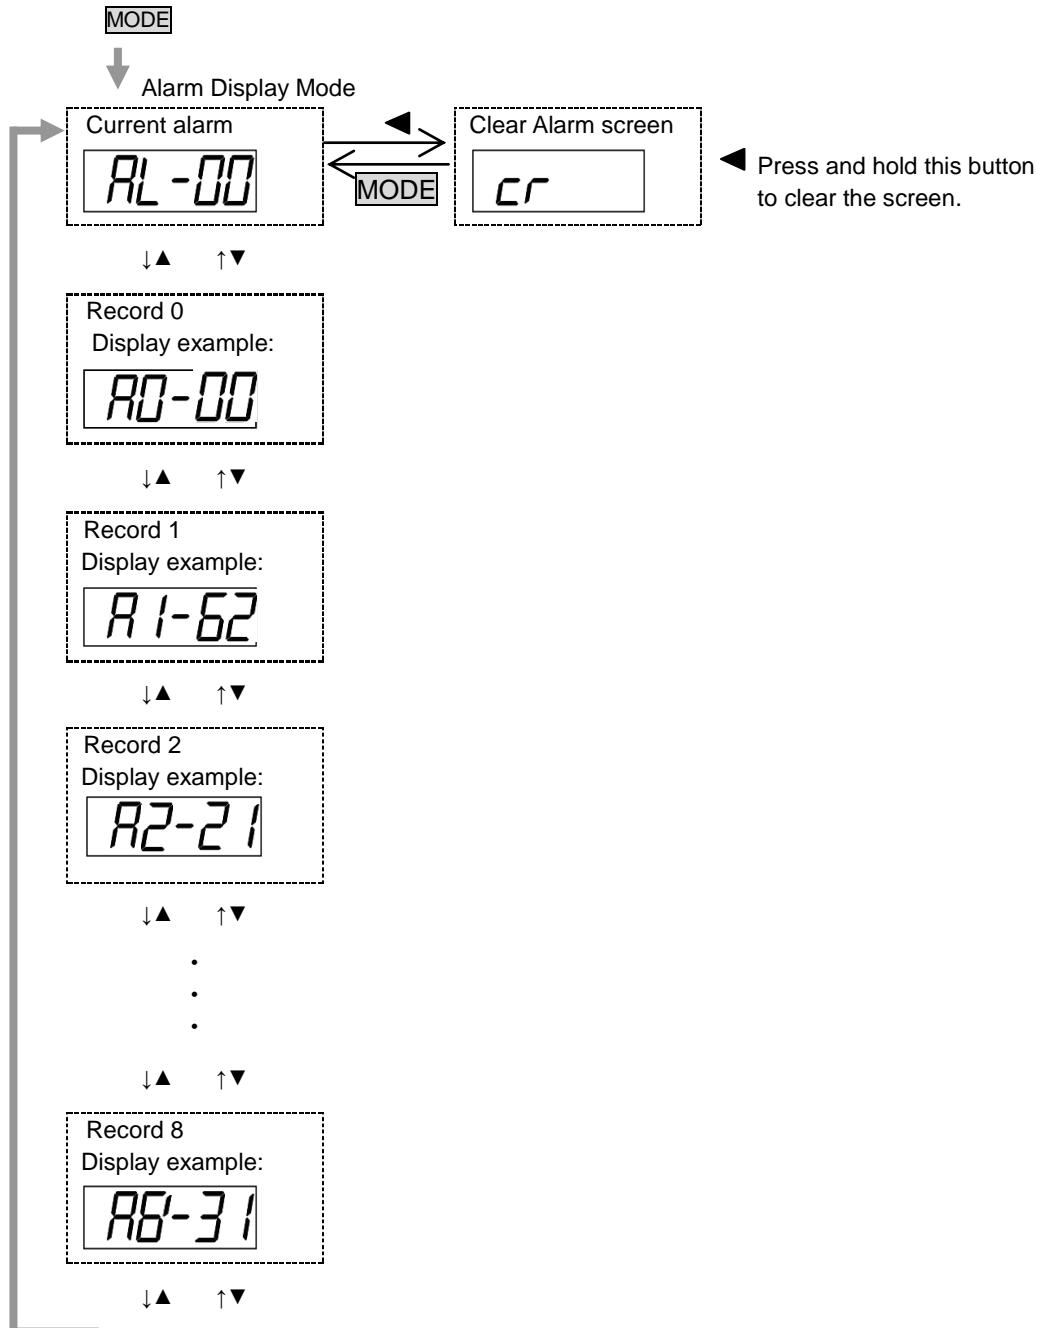 MODE
Alarm Display Mode
Current alarm
AL-00
◄
MODE
Clear Alarm screen
cr
◄ Press and hold this button
to clear the screen.
↓▲ ↑▼
Record 0
Display example:
A0-00
↓▲ ↑▼
Record 1
Display example:
A1-62
↓▲ ↑▼
Record 2
Display example:
A2-21
↓▲ ↑▼
↓▲ ↑▼
Record 8
Display example:
↓▲ ↑▼